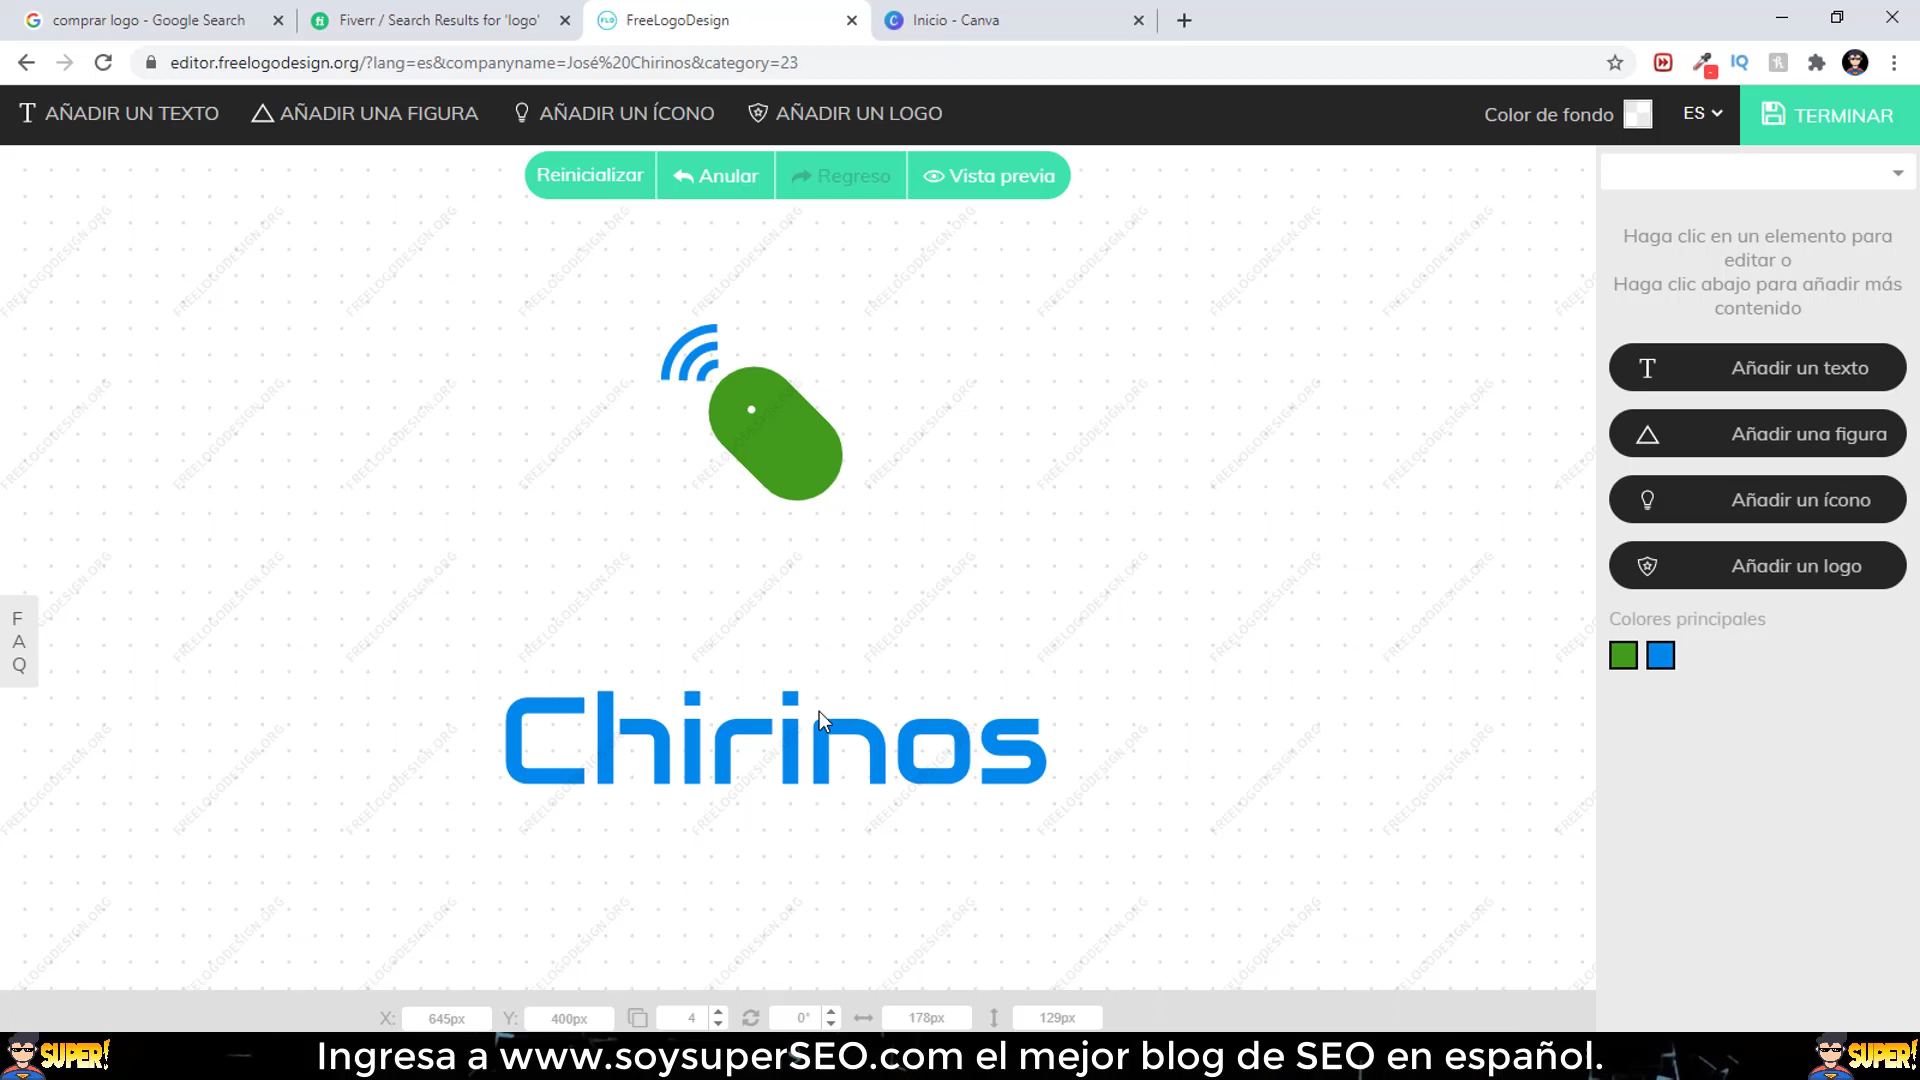 comprar logo - Google Search
Fiverr / Search Results for 'logo'
FLD
FreeLogoDesign
Inicio - Canva
editor.freelogodesign.org/?lang=es&companyname=José%20Chirinos&category=23
AÑADIR UN TEXTO
AÑADIR UNA FIGURA
AÑADIR UN ÍCONO
AÑADIR UN LOGO
Color de fondo
ES
TERMINAR
Reinicializar
Anular
Regreso
Vista previa
FREELOGODESIGN.ORG
Haga clic en un elemento para
editar o
Haga clic abajo para añadir más
contenido
Añadir un texto
Añadir una figura
Añadir un ícono
Añadir un logo
Colores principales
F
A
Q
Chirinos
X: 645px Y: 400px 4 0° 178px 129px
SUPER!
Ingresa a www.soysuperSEO.com el mejor blog de SEO en español.
SUPER!